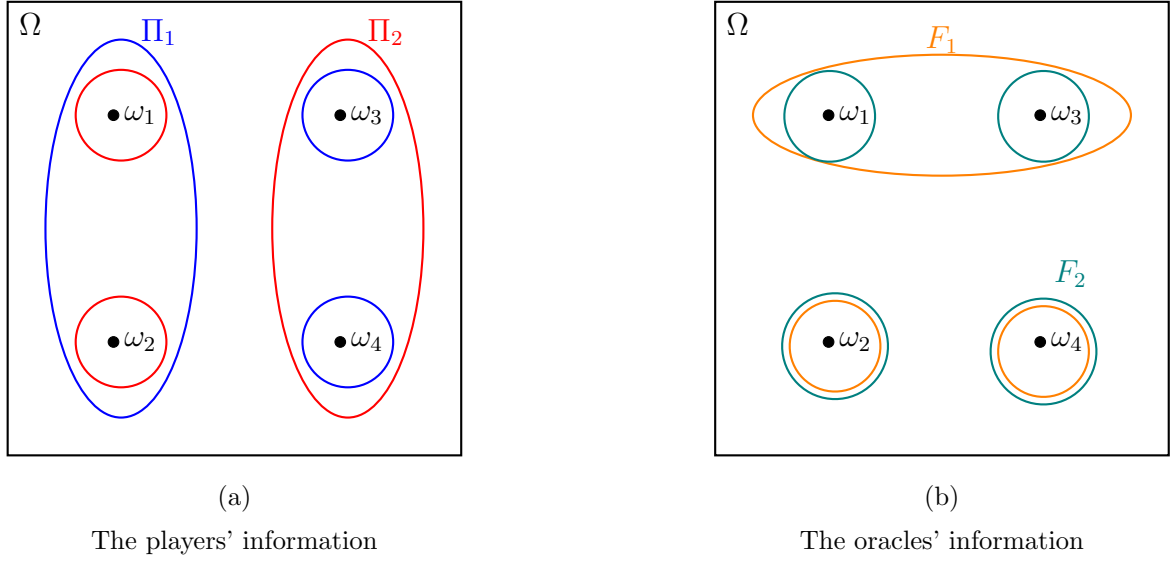 Ω
Π₁
Π₂
ω₁
ω₃
ω₂
ω₄
(a)
The players’ information
Ω
F₁
ω₁
ω₃
F₂
ω₂
ω₄
(b)
The oracles’ information